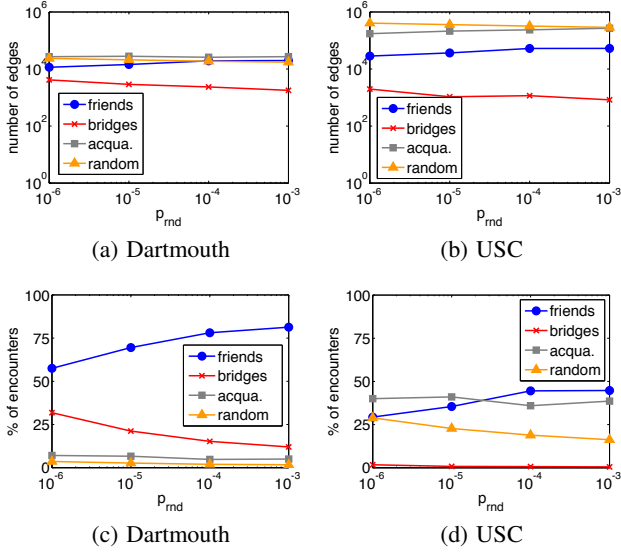 number of edges
10^6
10^4
10^2
10^0
friends
bridges
acqua.
random
10^-6
10^-5
10^-4
10^-3
p_rnd
(a) Dartmouth
number of edges
10^6
10^4
10^2
10^0
friends
bridges
acqua.
random
10^-6
10^-5
10^-4
10^-3
p_rnd
(b) USC
% of encounters
100
75
50
25
0
friends
bridges
acqua.
random
10^-6
10^-5
10^-4
10^-3
p_rnd
(c) Dartmouth
% of encounters
100
75
50
25
0
friends
bridges
acqua.
random
10^-6
10^-5
10^-4
10^-3
p_rnd
(d) USC